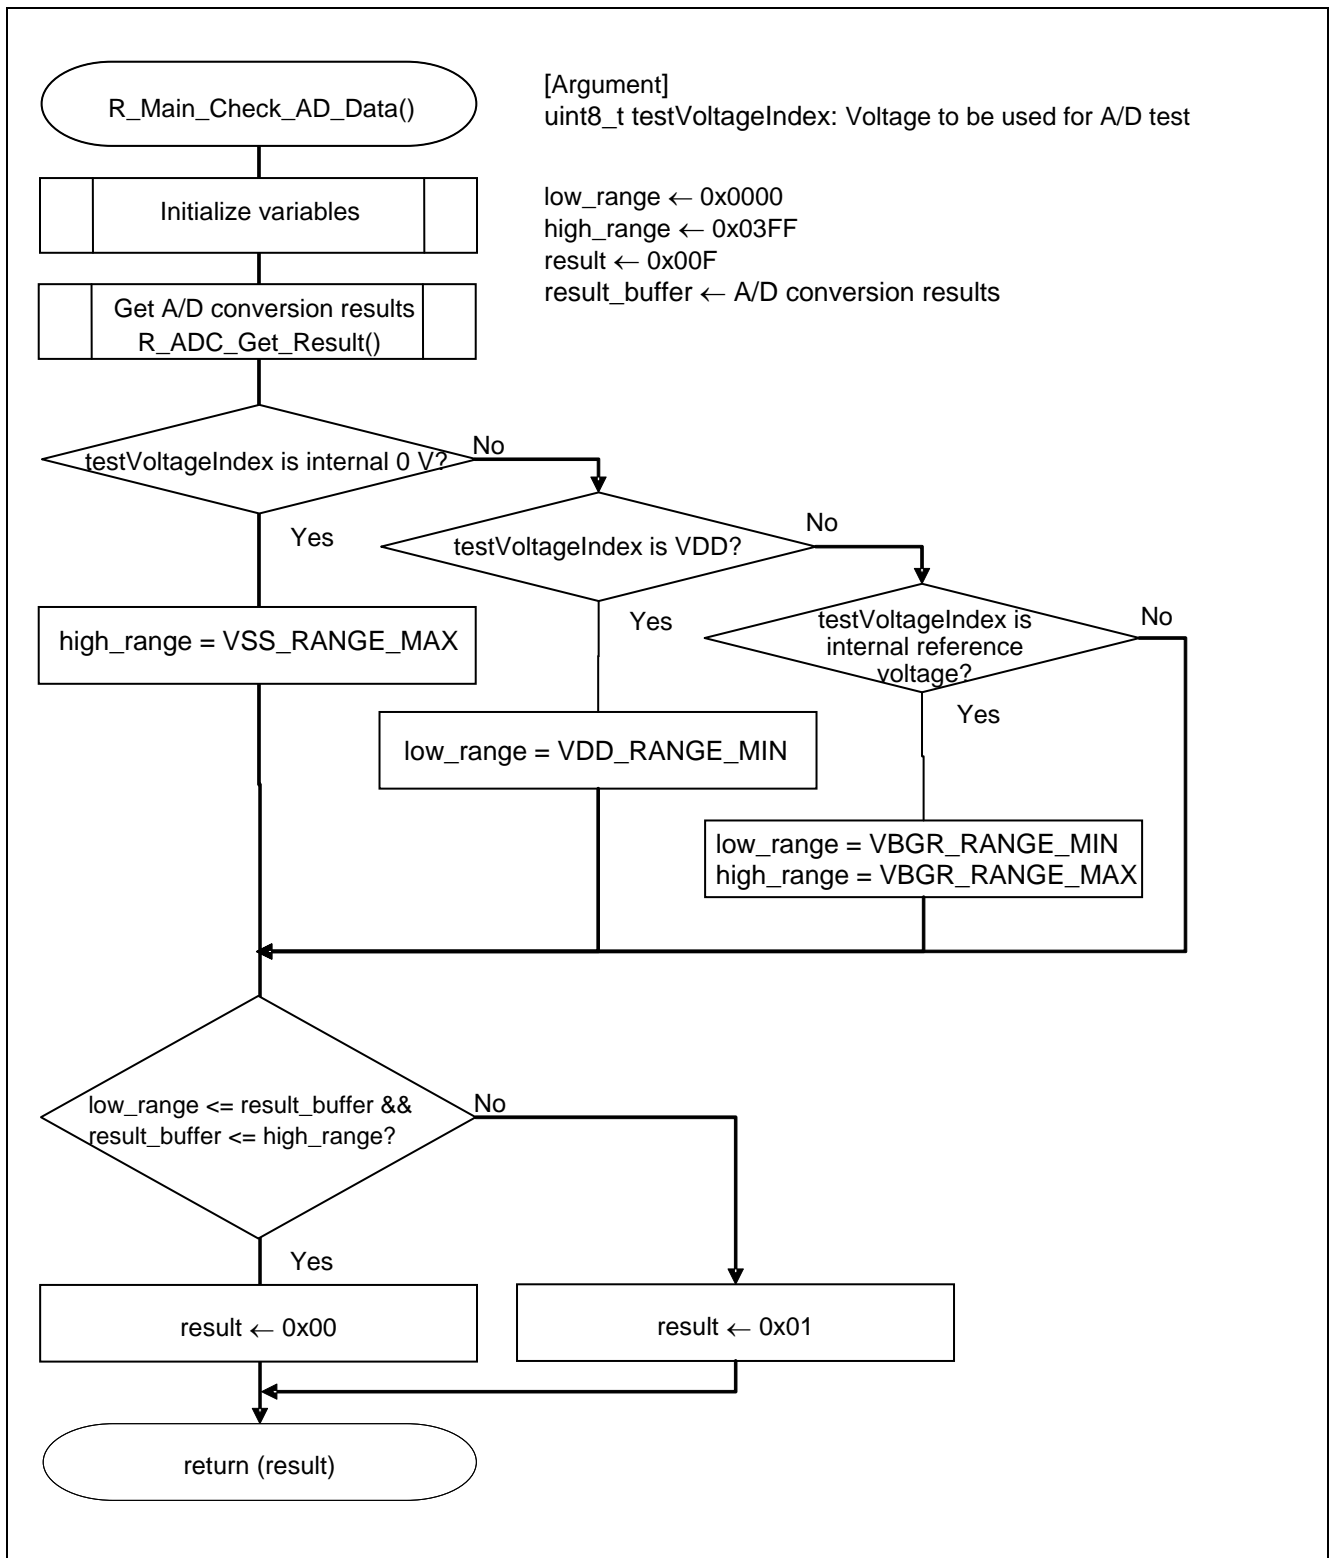 R_Main_Check_AD_Data()
[Argument]
uint8_t testVoltageIndex: Voltage to be used for A/D test
Initialize variables
low_range ← 0x0000
high_range ← 0x03FF
result ← 0x00F
result_buffer ← A/D conversion results
Get A/D conversion results
R_ADC_Get_Result()
testVoltageIndex is internal 0 V?
No
Yes
testVoltageIndex is VDD?
No
Yes
testVoltageIndex is
internal reference
voltage?
No
Yes
high_range = VSS_RANGE_MAX
low_range = VDD_RANGE_MIN
low_range = VBGR_RANGE_MIN
high_range = VBGR_RANGE_MAX
low_range <= result_buffer &&
result_buffer <= high_range?
No
Yes
result ← 0x00
result ← 0x01
return (result)